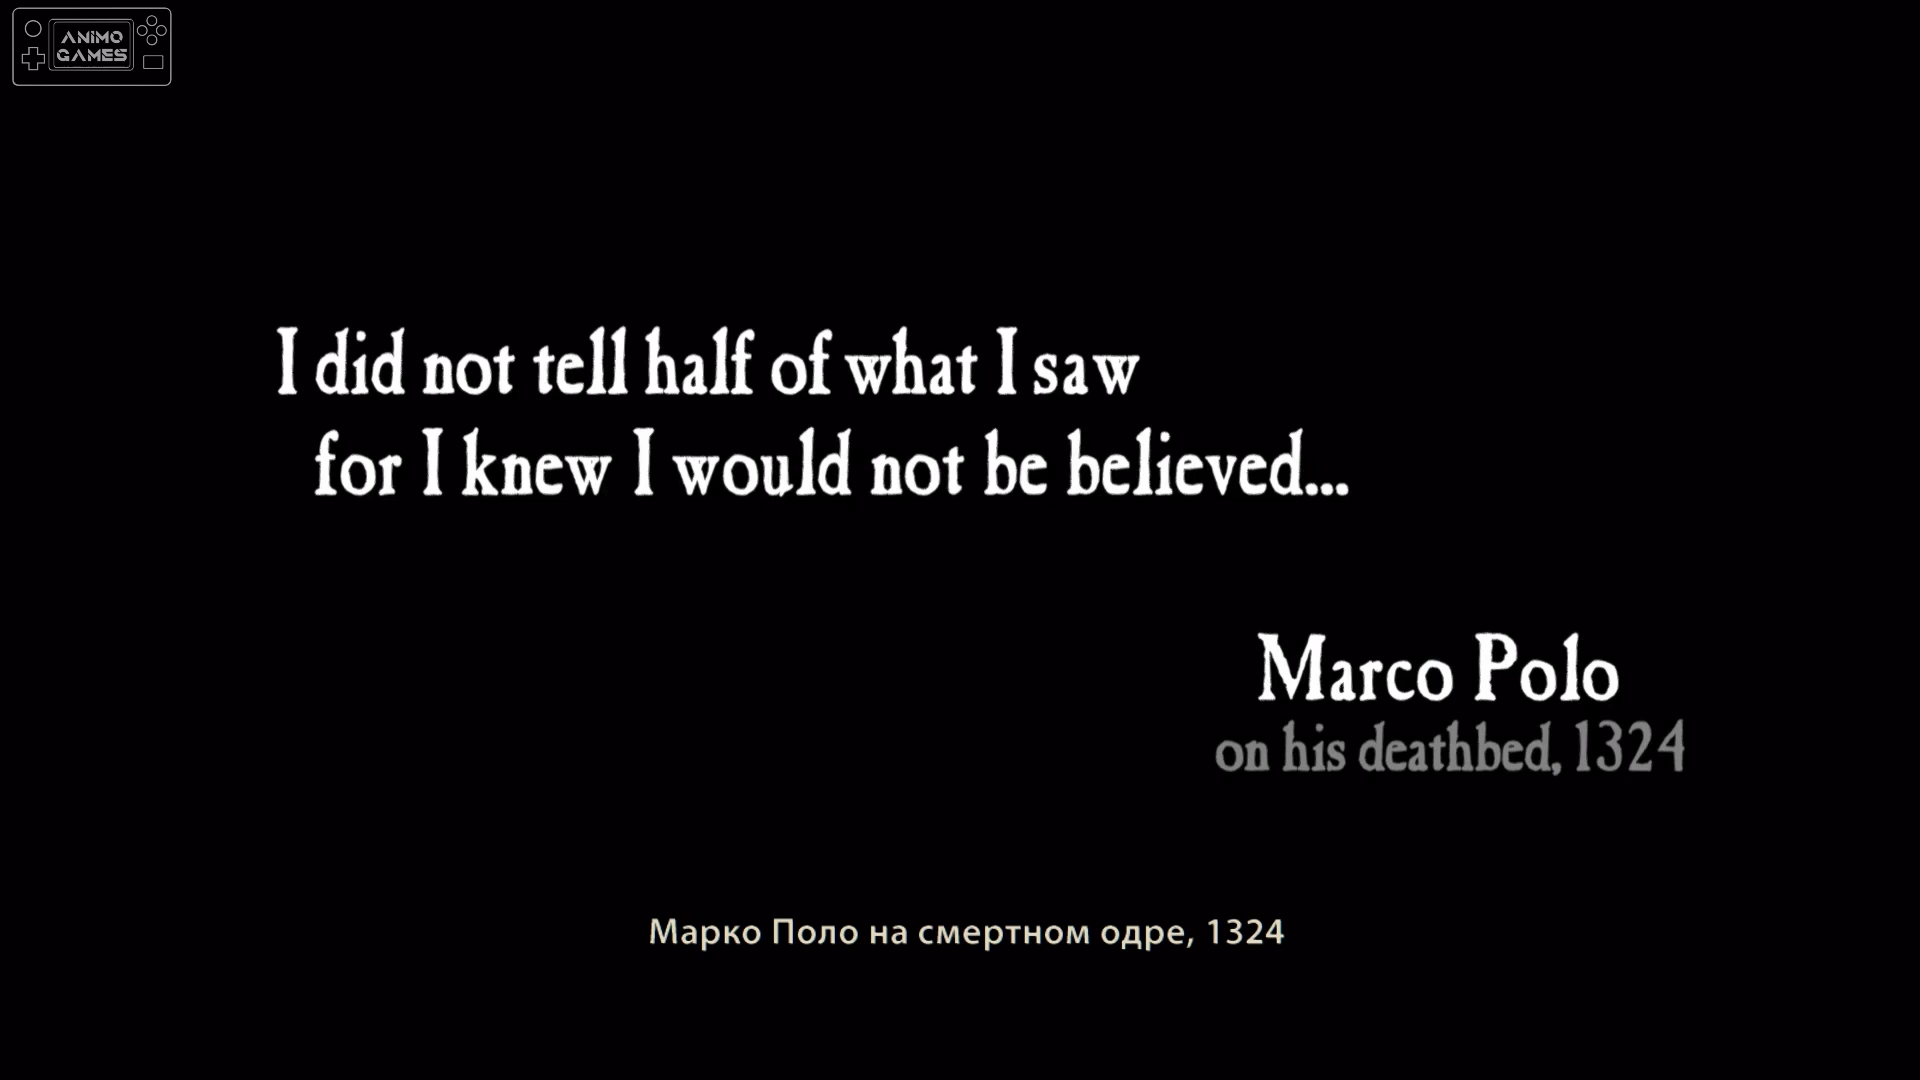 ANIMO
GAMES
I did not tell half of what I saw
for I knew I would not be believed...
Marco Polo
on his deathbed, 1324
Марко Поло на смертном одре, 1324